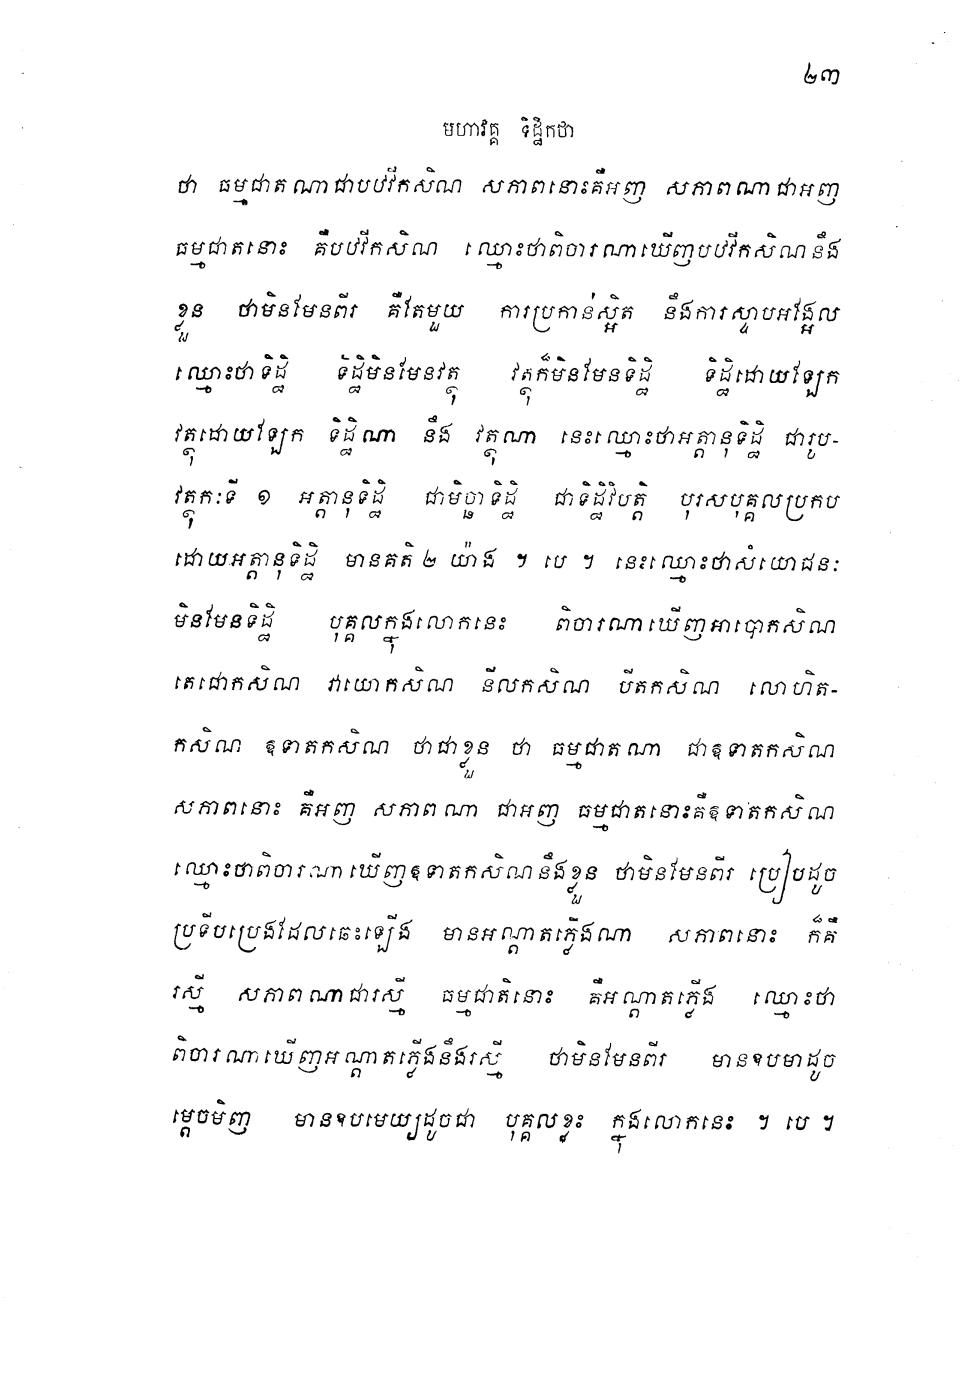 ២៣
មហាវគ្គ ទិដ្ឋិកថា
ថា ធម្មជាតណាជាបឋវីកសិណ សភាពនោះគឺអញ សភាពណាជាអញ
ធម្មជាតនោះ គឺបឋវីកសិណ ឈ្មោះថាពិចារណាឃើញបឋវីកសិណនឹង
ខ្លួន ថាមិនមែនពីរ គឺតែមួយ ការប្រកាន់ស្អិត នឹងការស្ទាបអង្អែល
ឈ្មោះថាទិដ្ឋិ ទិដ្ឋិមិនមែនវត្ថុ វត្ថុក៏មិនមែនទិដ្ឋិ ទិដ្ឋិដោយឡែក
វត្ថុដោយឡែក ទិដ្ឋិណា នឹង វត្ថុណា នេះឈ្មោះថាអត្តានុទិដ្ឋិ ជារូប-
វត្ថុកៈទី ១ អត្តានុទិដ្ឋិ ជាមិច្ឆាទិដ្ឋិ ជាទិដ្ឋិវិបត្តិ បុរសបុគ្គលប្រកប
ដោយអត្តានុទិដ្ឋិ មានគតិ ២ យ៉ាង ។ បេ ។ នេះឈ្មោះថាសំយោជនៈ
មិនមែនទិដ្ឋិ បុគ្គលក្នុងលោកនេះ ពិចារណាឃើញអាបោកសិណ
តេជោកសិណ វាយោកសិណ នីលកសិណ បីតកសិណ លោហិត-
កសិណ ឱទាតកសិណ ថាជាខ្លួន ថា ធម្មជាតណា ជាឱទាតកសិណ
សភាពនោះ គឺអញ សភាពណា ជាអញ ធម្មជាតនោះគឺឱទាតកសិណ
ឈ្មោះថាពិចារណាឃើញឱទាតកសិណនឹងខ្លួន ថាមិនមែនពីរ ប្រៀបដូច
ប្រទីបប្រេងដែលឆេះឡើង មានអណ្តាតភ្លើងណា សភាពនោះ ក៏គឺ
រស្មី សភាពណាជារស្មី ធម្មជាតិនោះ គឺអណ្តាតភ្លើង ឈ្មោះថា
ពិចារណាឃើញអណ្តាតភ្លើងនឹងរស្មី ថាមិនមែនពីរ មានឧបមាដូច
ម្តេចមិញ មានឧបមេយ្យដូចជា បុគ្គលខ្លះ ក្នុងលោកនេះ ។ បេ ។